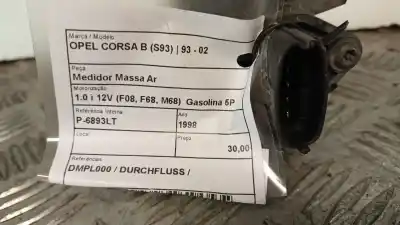 Marca / Modelo
OPEL CORSA B (S93) | 93 - 02
Peça
Medidor Massa Ar
Motorização
1.0 i 12V (F08, F68, M68) Gasolina 5P
Referência Interna Ano
P-6893LT 1998
Local Preço
30,00
Referências
DMPL000 / DURCHFLUSS /